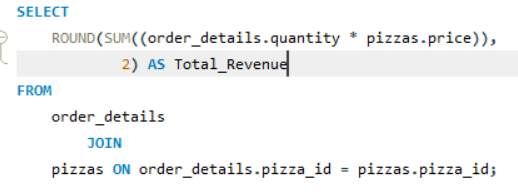 SELECT
ROUND(SUM((order_details.quantity * pizzas.price)),
2) AS Total_Revenue
FROM
order_details
JOIN
pizzas ON order_details.pizza_id = pizzas.pizza_id;